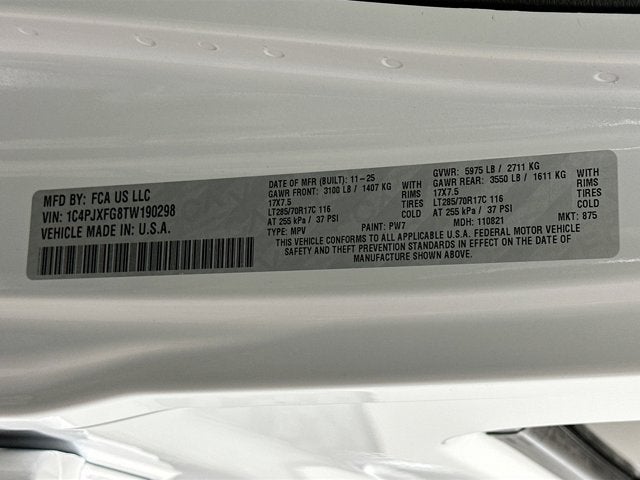 MFD BY: FCA US LLC
VIN: 1C4PJXFG8TW190298
VEHICLE MADE IN: U.S.A.
DATE OF MFR (BUILT): 11-25
GAWR FRONT: 3100 LB / 1407 KG WITH
17X7.5 RIMS
LT285/70R17C 116 TIRES
AT 255 kPa / 37 PSI COLD
TYPE: MPV PAINT: PW7
GVWR: 5975 LB / 2711 KG
GAWR REAR: 3550 LB / 1611 KG WITH
17X7.5 RIMS
LT285/70R17C 116 TIRES
AT 255 kPa / 37 PSI COLD
MDH: 110821 MKT: 875
THIS VEHICLE CONFORMS TO ALL APPLICABLE U.S.A. FEDERAL MOTOR VEHICLE
SAFETY AND THEFT PREVENTION STANDARDS IN EFFECT ON THE DATE OF
MANUFACTURE SHOWN ABOVE.